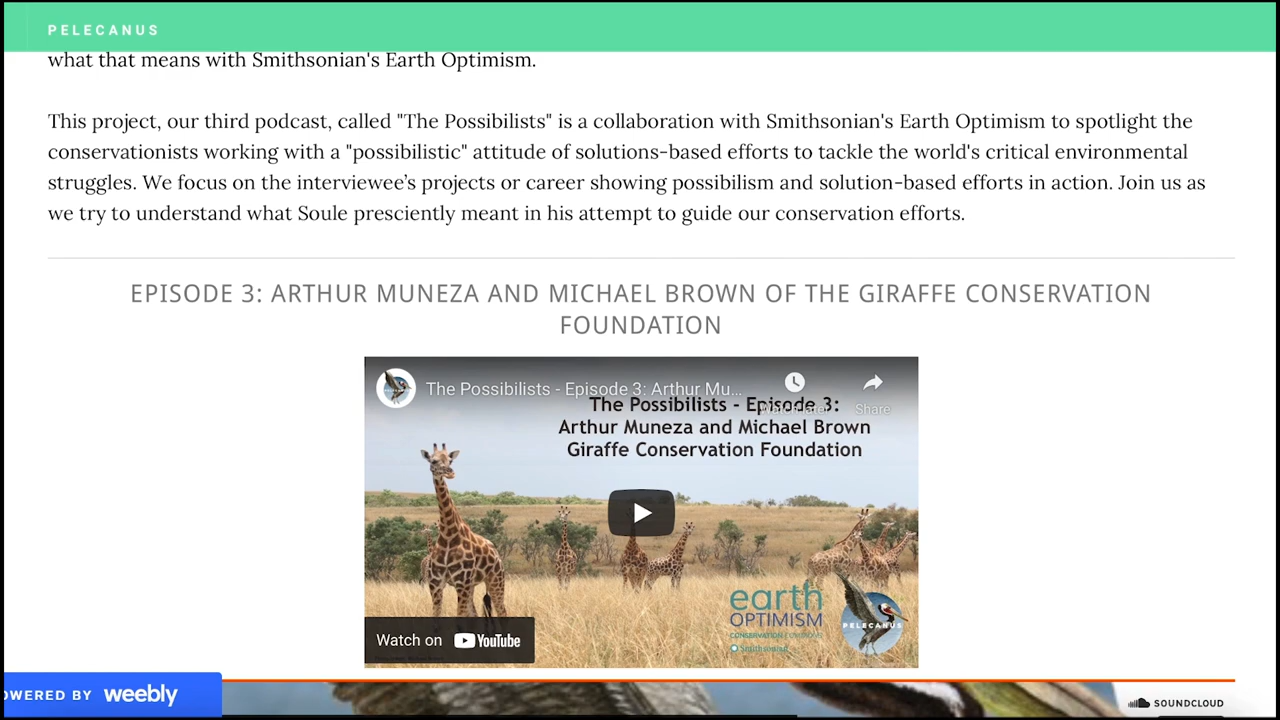 PELECANUS
what that means with Smithsonian's Earth Optimism.
This project, our third podcast, called "The Possibilists" is a collaboration with Smithsonian's Earth Optimism to spotlight the
conservationists working with a "possibilistic" attitude of solutions-based efforts to tackle the world's critical environmental
struggles. We focus on the interviewee’s projects or career showing possibilism and solution-based efforts in action. Join us as
we try to understand what Soule presciently meant in his attempt to guide our conservation efforts.
EPISODE 3: ARTHUR MUNEZA AND MICHAEL BROWN OF THE GIRAFFE CONSERVATION
FOUNDATION
The Possibilists - Episode 3: Arthur Mu...
Watch later Share
The Possibilists - Episode 3:
Arthur Muneza and Michael Brown
Giraffe Conservation Foundation
earth
OPTIMISM
CONSERVATION COMMONS
Smithsonian
PELECANUS
Watch on YouTube
OWERED BY weebly
SOUNDCLOUD